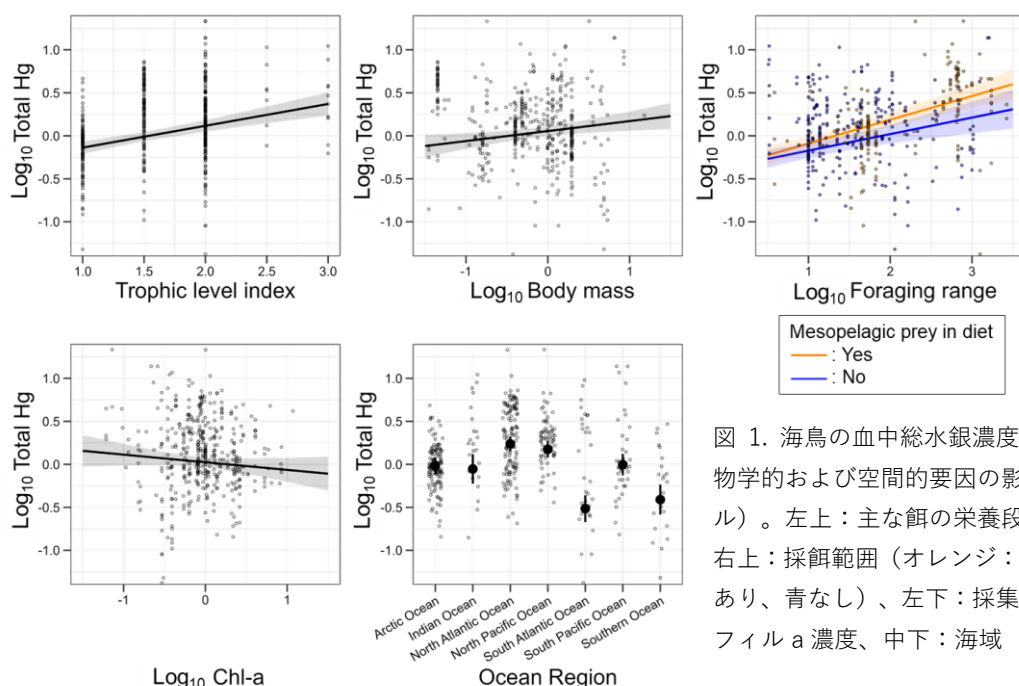 1.0
0.5
0.0
-0.5
-1.0
Log10 Total Hg
1.0 1.5 2.0 2.5 3.0
Trophic level index
1.0
0.5
0.0
-0.5
-1.0
Log10 Total Hg
-1 0 1
Log10 Body mass
1.0
0.5
0.0
-0.5
-1.0
Log10 Total Hg
1 2 3
Log10 Foraging range
Mesopelagic prey in diet
: Yes
: No
1.0
0.5
0.0
-0.5
-1.0
Log10 Total Hg
-1 0 1
Log10 Chl-a
1.0
0.5
0.0
-0.5
-1.0
Log10 Total Hg
Arctic Ocean
Indian Ocean
North Atlantic Ocean
North Pacific Ocean
South Atlantic Ocean
South Pacific Ocean
Southern Ocean
Ocean Region
図 1. 海鳥の血中総水銀濃度
物学的および空間的要因の影
ル）。左上：主な餌の栄養段
右上：採餌範囲（オレンジ：
あり、青なし）、左下：採集
フィル a 濃度、中下：海域